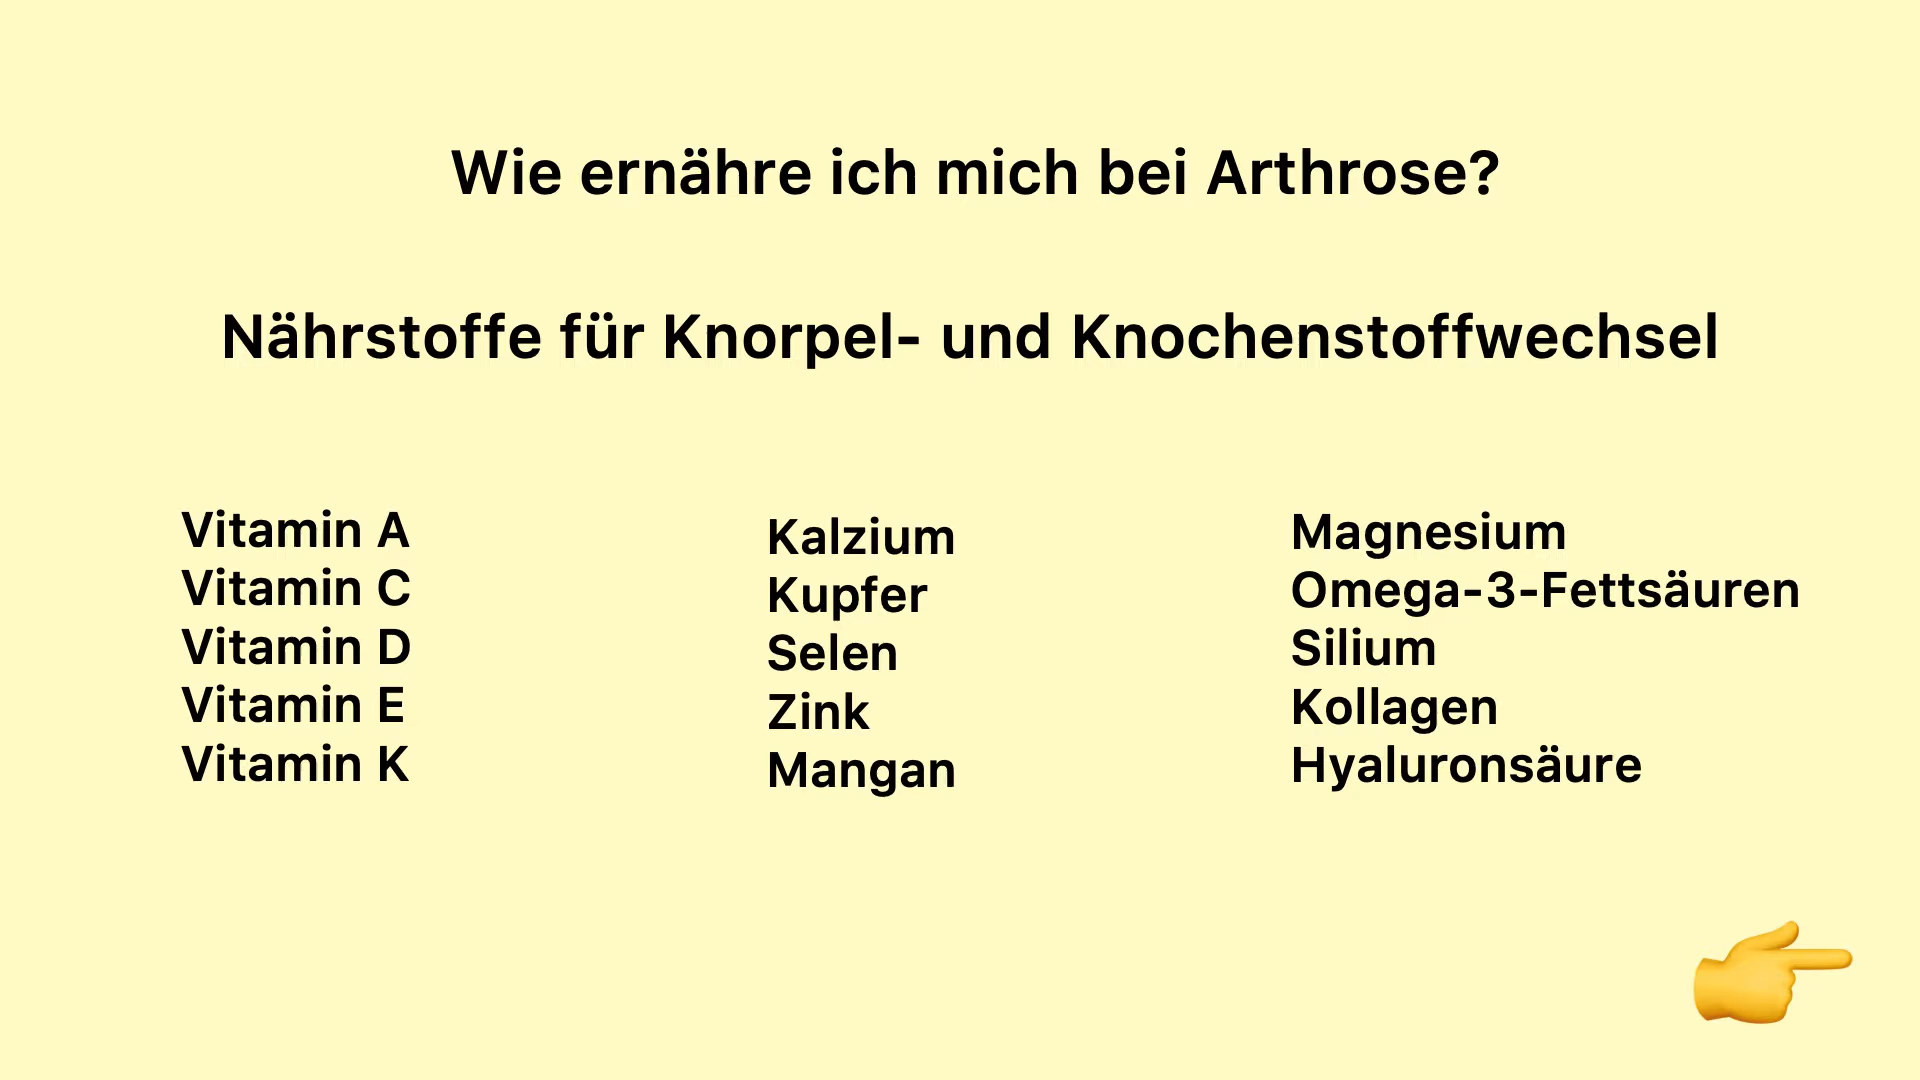 Wie ernähre ich mich bei Arthrose?
Nährstoffe für Knorpel- und Knochenstoffwechsel
Vitamin A
Vitamin C
Vitamin D
Vitamin E
Vitamin K
Kalzium
Kupfer
Selen
Zink
Mangan
Magnesium
Omega-3-Fettsäuren
Silium
Kollagen
Hyaluronsäure